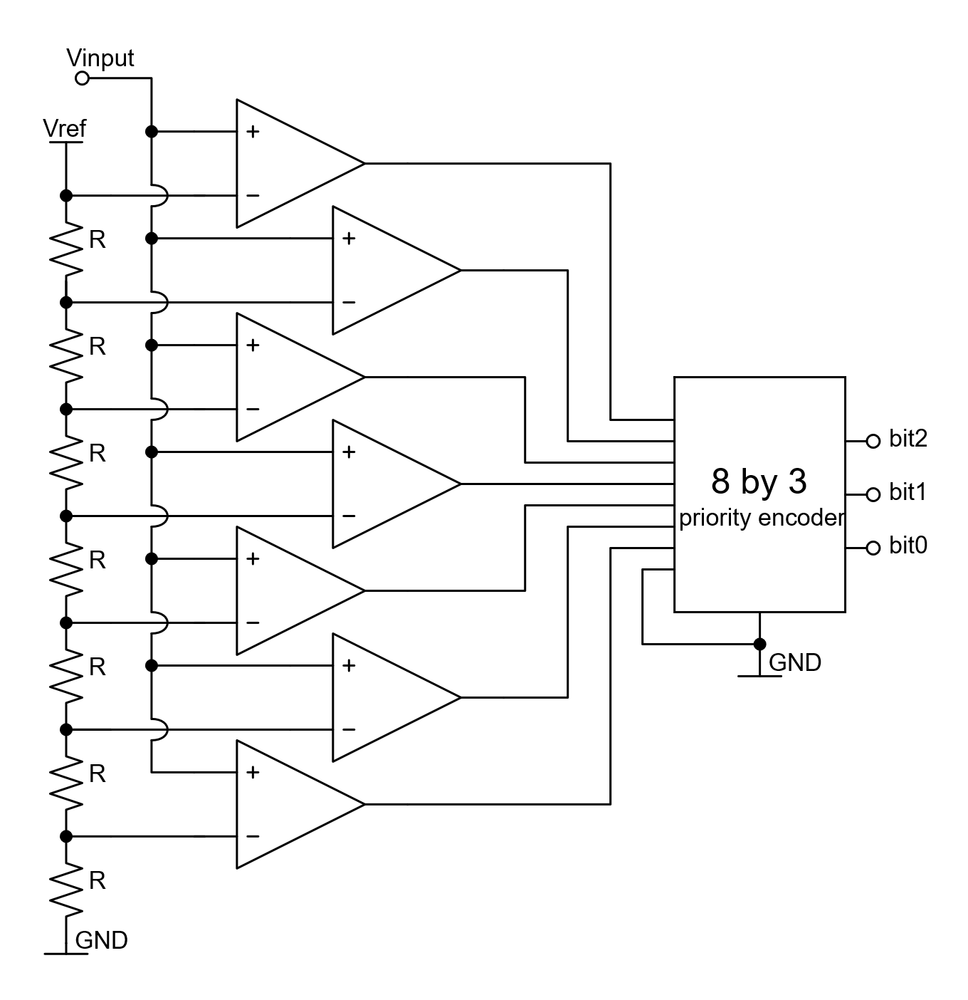 Vinput
Vref
+
−
R
+
−
R
+
−
R
+
−
R
+
−
R
+
−
R
+
−
R
GND
8 by 3
priority encoder
bit2
bit1
bit0
GND